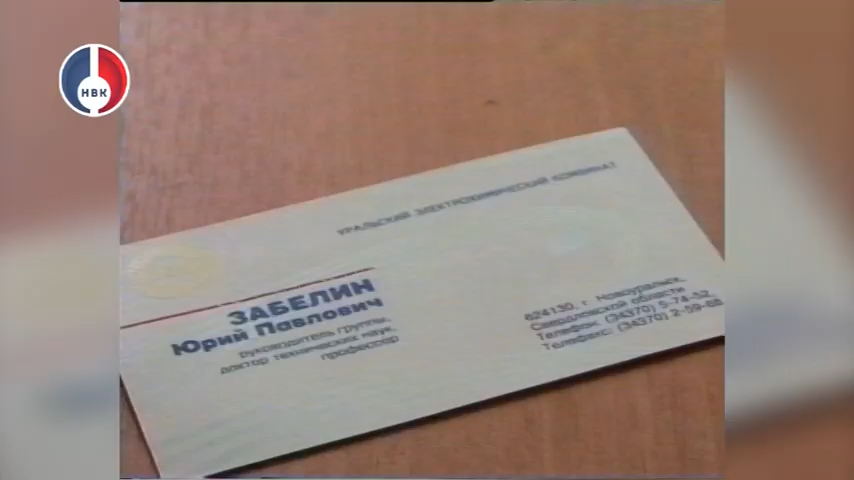 НВК
УРАЛЬСКИЙ ЭЛЕКТРОХИМИЧЕСКИЙ КОМБИНАТ
ЗАБЕЛИН
Юрий Павлович
руководитель группы,
доктор технических наук,
профессор
624130, г. Новоуральск,
Свердловской области
Телефон: (34370) 5-74-52,
Телефакс: (34370) 2-59-88